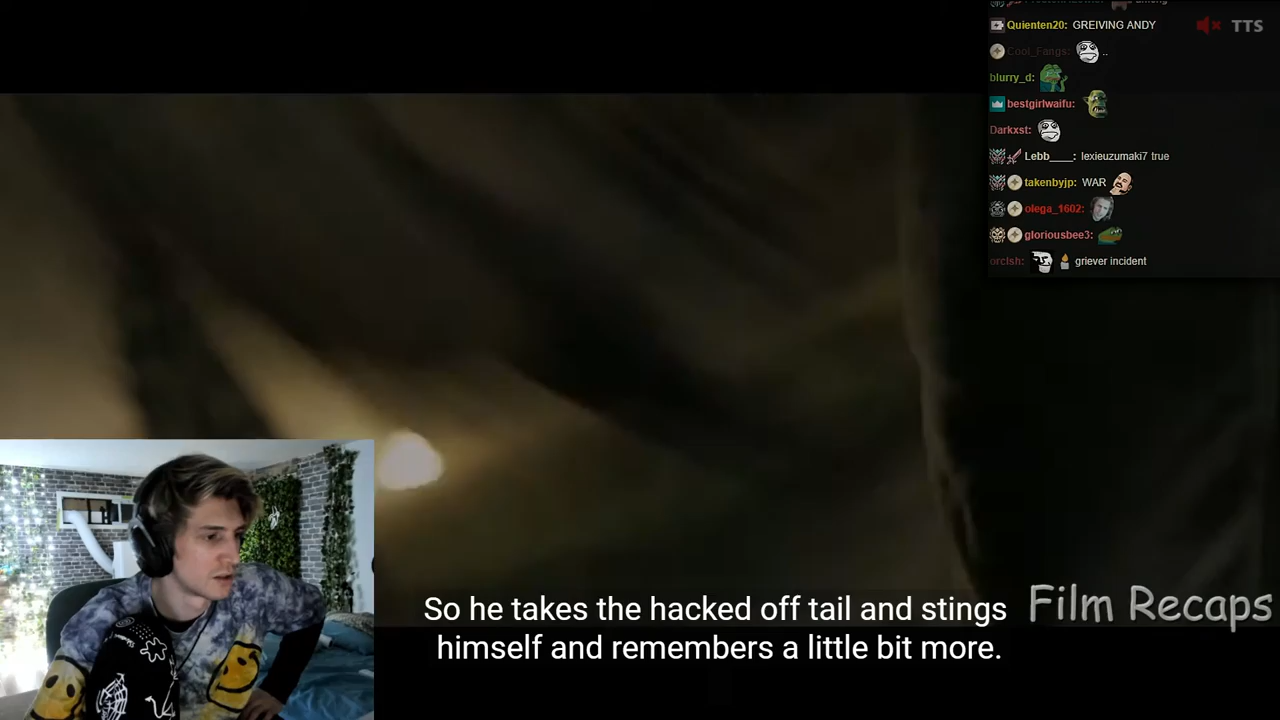 Quienten20: GREIVING ANDY
TTS
Cool_Fangs: ..
blurry_d:
bestgirlwaifu:
Darkxst:
Lebb____: lexieuzumaki7 true
takenbyjp: WAR
olega_1602:
gloriousbee3:
orclsh: griever incident
So he takes the hacked off tail and stings
himself and remembers a little bit more.
Film Recaps